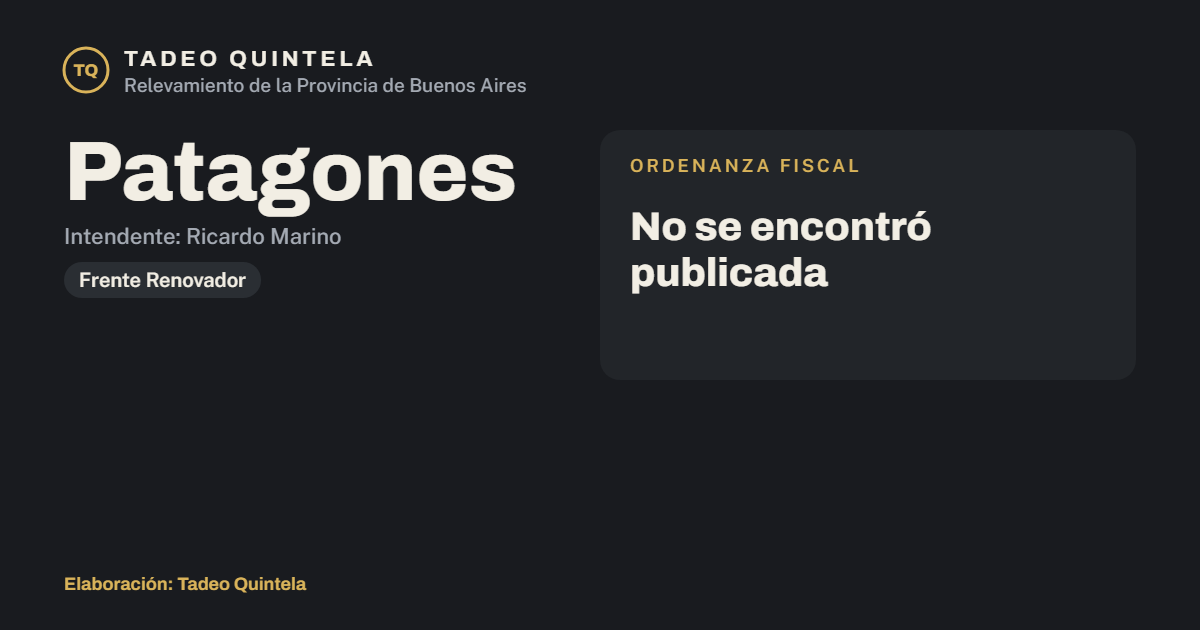 TQ
TADEO QUINTELA
Relevamiento de la Provincia de Buenos Aires
Patagones
Intendente: Ricardo Marino
Frente Renovador
ORDENANZA FISCAL
No se encontró
publicada
Elaboración: Tadeo Quintela